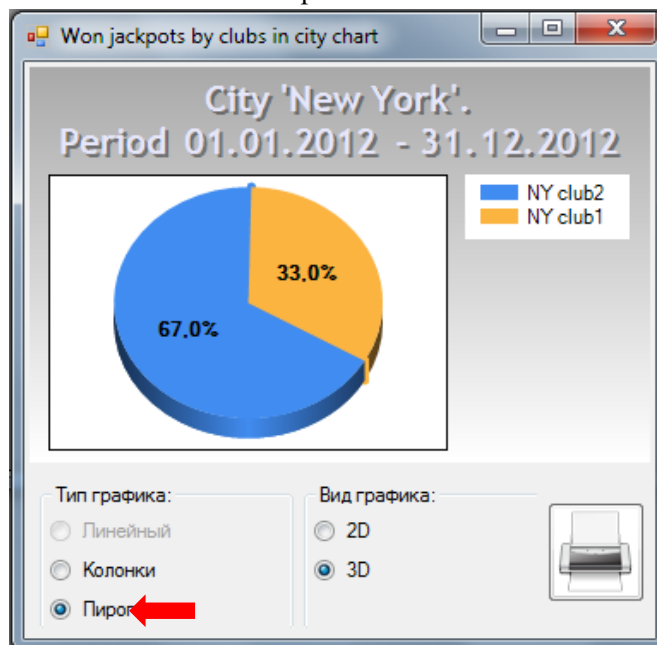 Won jackpots by clubs in city chart
City 'New York'.
Period 01.01.2012 - 31.12.2012
NY club2
NY club1
33,0%
67,0%
Тип графика:
Линейный
Колонки
Вид графика:
2D
3D